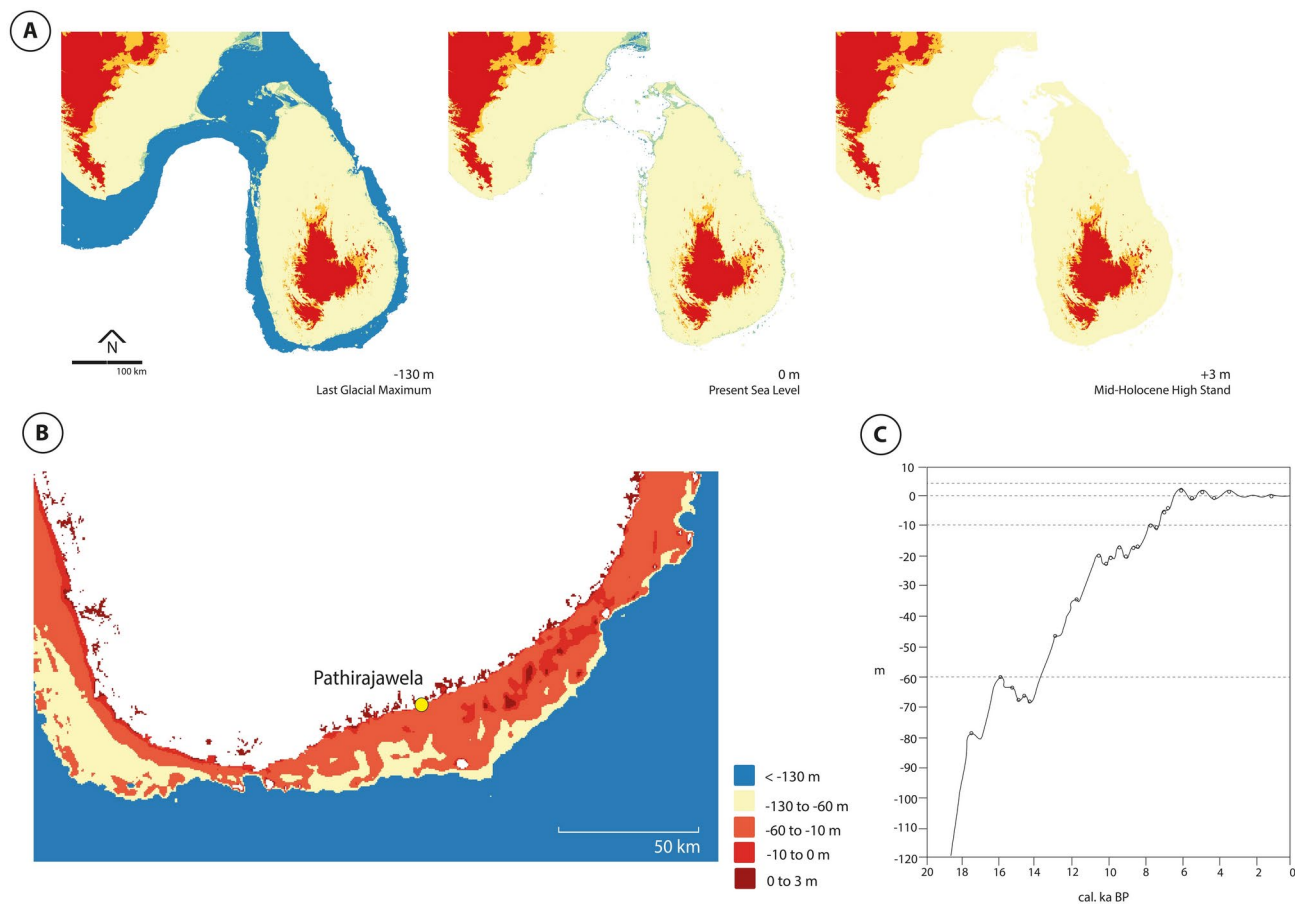 A
N
100 km
-130 m
Last Glacial Maximum
0 m
Present Sea Level
+3 m
Mid-Holocene High Stand
B
Pathirajawela
50 km
< -130 m
-130 to -60 m
-60 to -10 m
-10 to 0 m
0 to 3 m
C
10
0
-10
-20
-30
-40
-50
m
-60
-70
-80
-90
-100
-110
-120
20 18 16 14 12 10 8 6 4 2 0
cal. ka BP